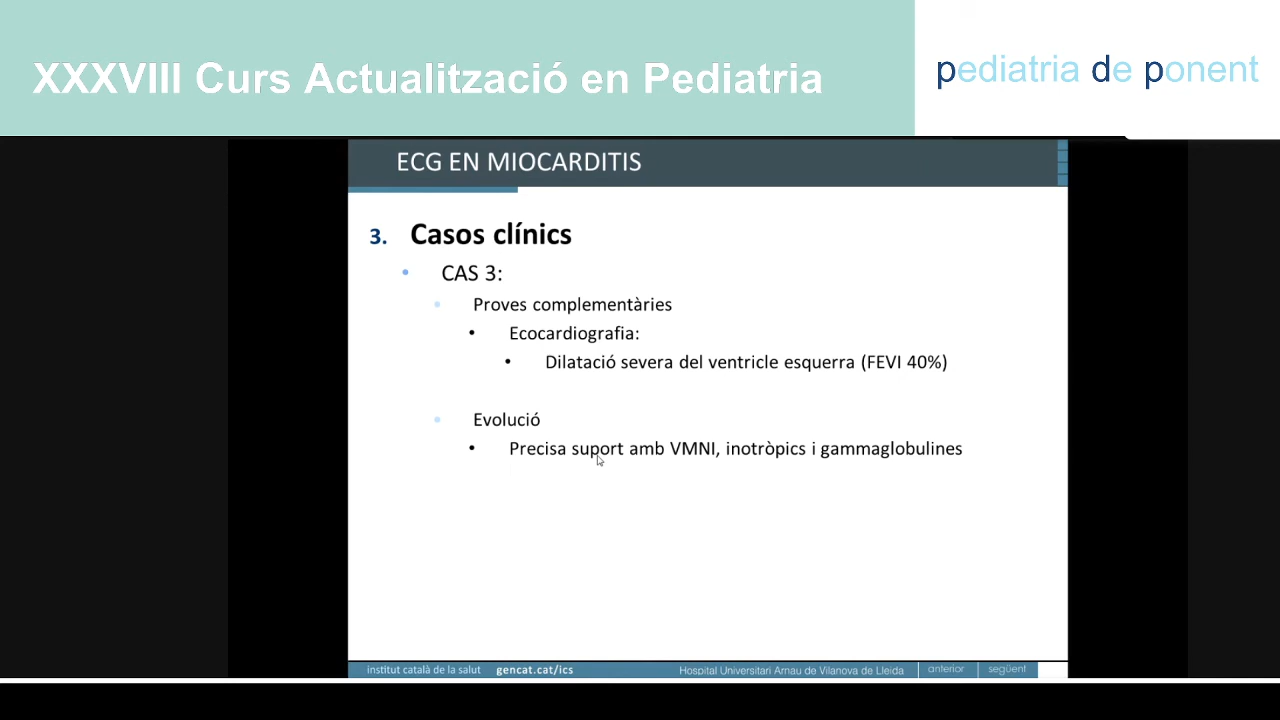 XXXVIII Curs Actualització en Pediatria
pediatria de ponent
ECG EN MIOCARDITIS
3. Casos clínics
• CAS 3:
• Proves complementàries
• Ecocardiografia:
• Dilatació severa del ventricle esquerra (FEVI 40%)
• Evolució
• Precisa suport amb VMNI, inotròpics i gammaglobulines
institut català de la salut gencat.cat/ics Hospital Universitari Arnau de Vilanova de Lleida anterior següent